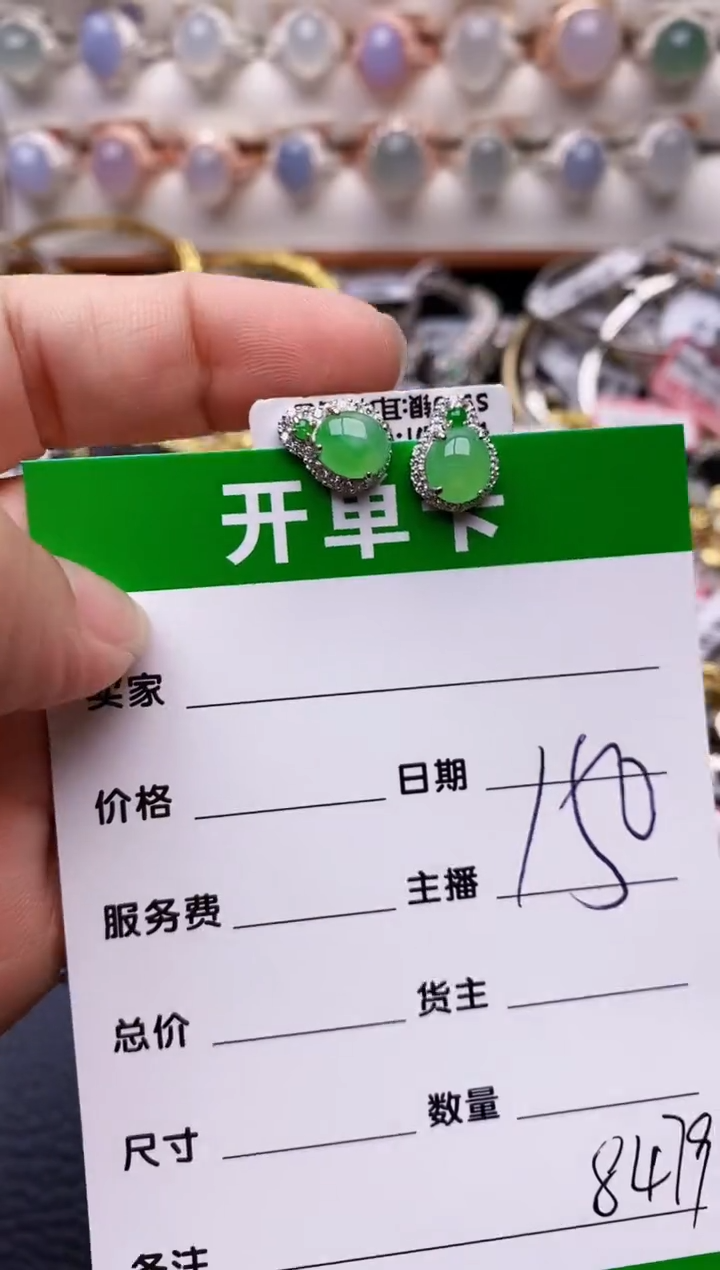 开单卡
卖家
价格 日期 150
服务费 主播
总价 货主
尺寸 数量
8479
备注